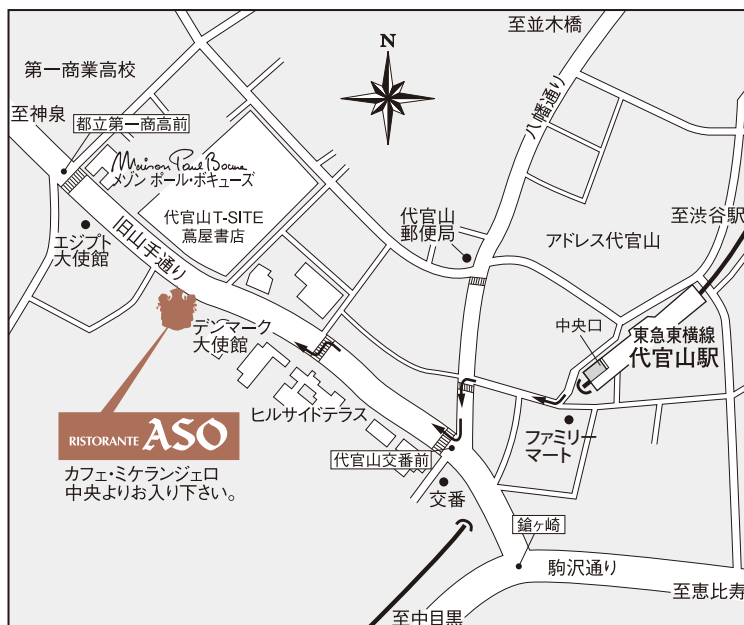 至並木橋
N
第一商業高校
至神泉
都立第一商高前
八幡通り
Maison Paul Bocuse
メゾン ポール・ボキューズ
代官山T-SITE
蔦屋書店
代官山
郵便局
至渋谷駅
アドレス代官山
エジプト
大使館
旧山手通り
デンマーク
大使館
中央口
東急東横線
代官山駅
ヒルサイドテラス
RISTORANTE ASO
カフェ・ミケランジェロ
中央よりお入り下さい。
ファミリー
マート
代官山交番前
交番
鎗ヶ崎
駒沢通り
至恵比寿
至中目黒